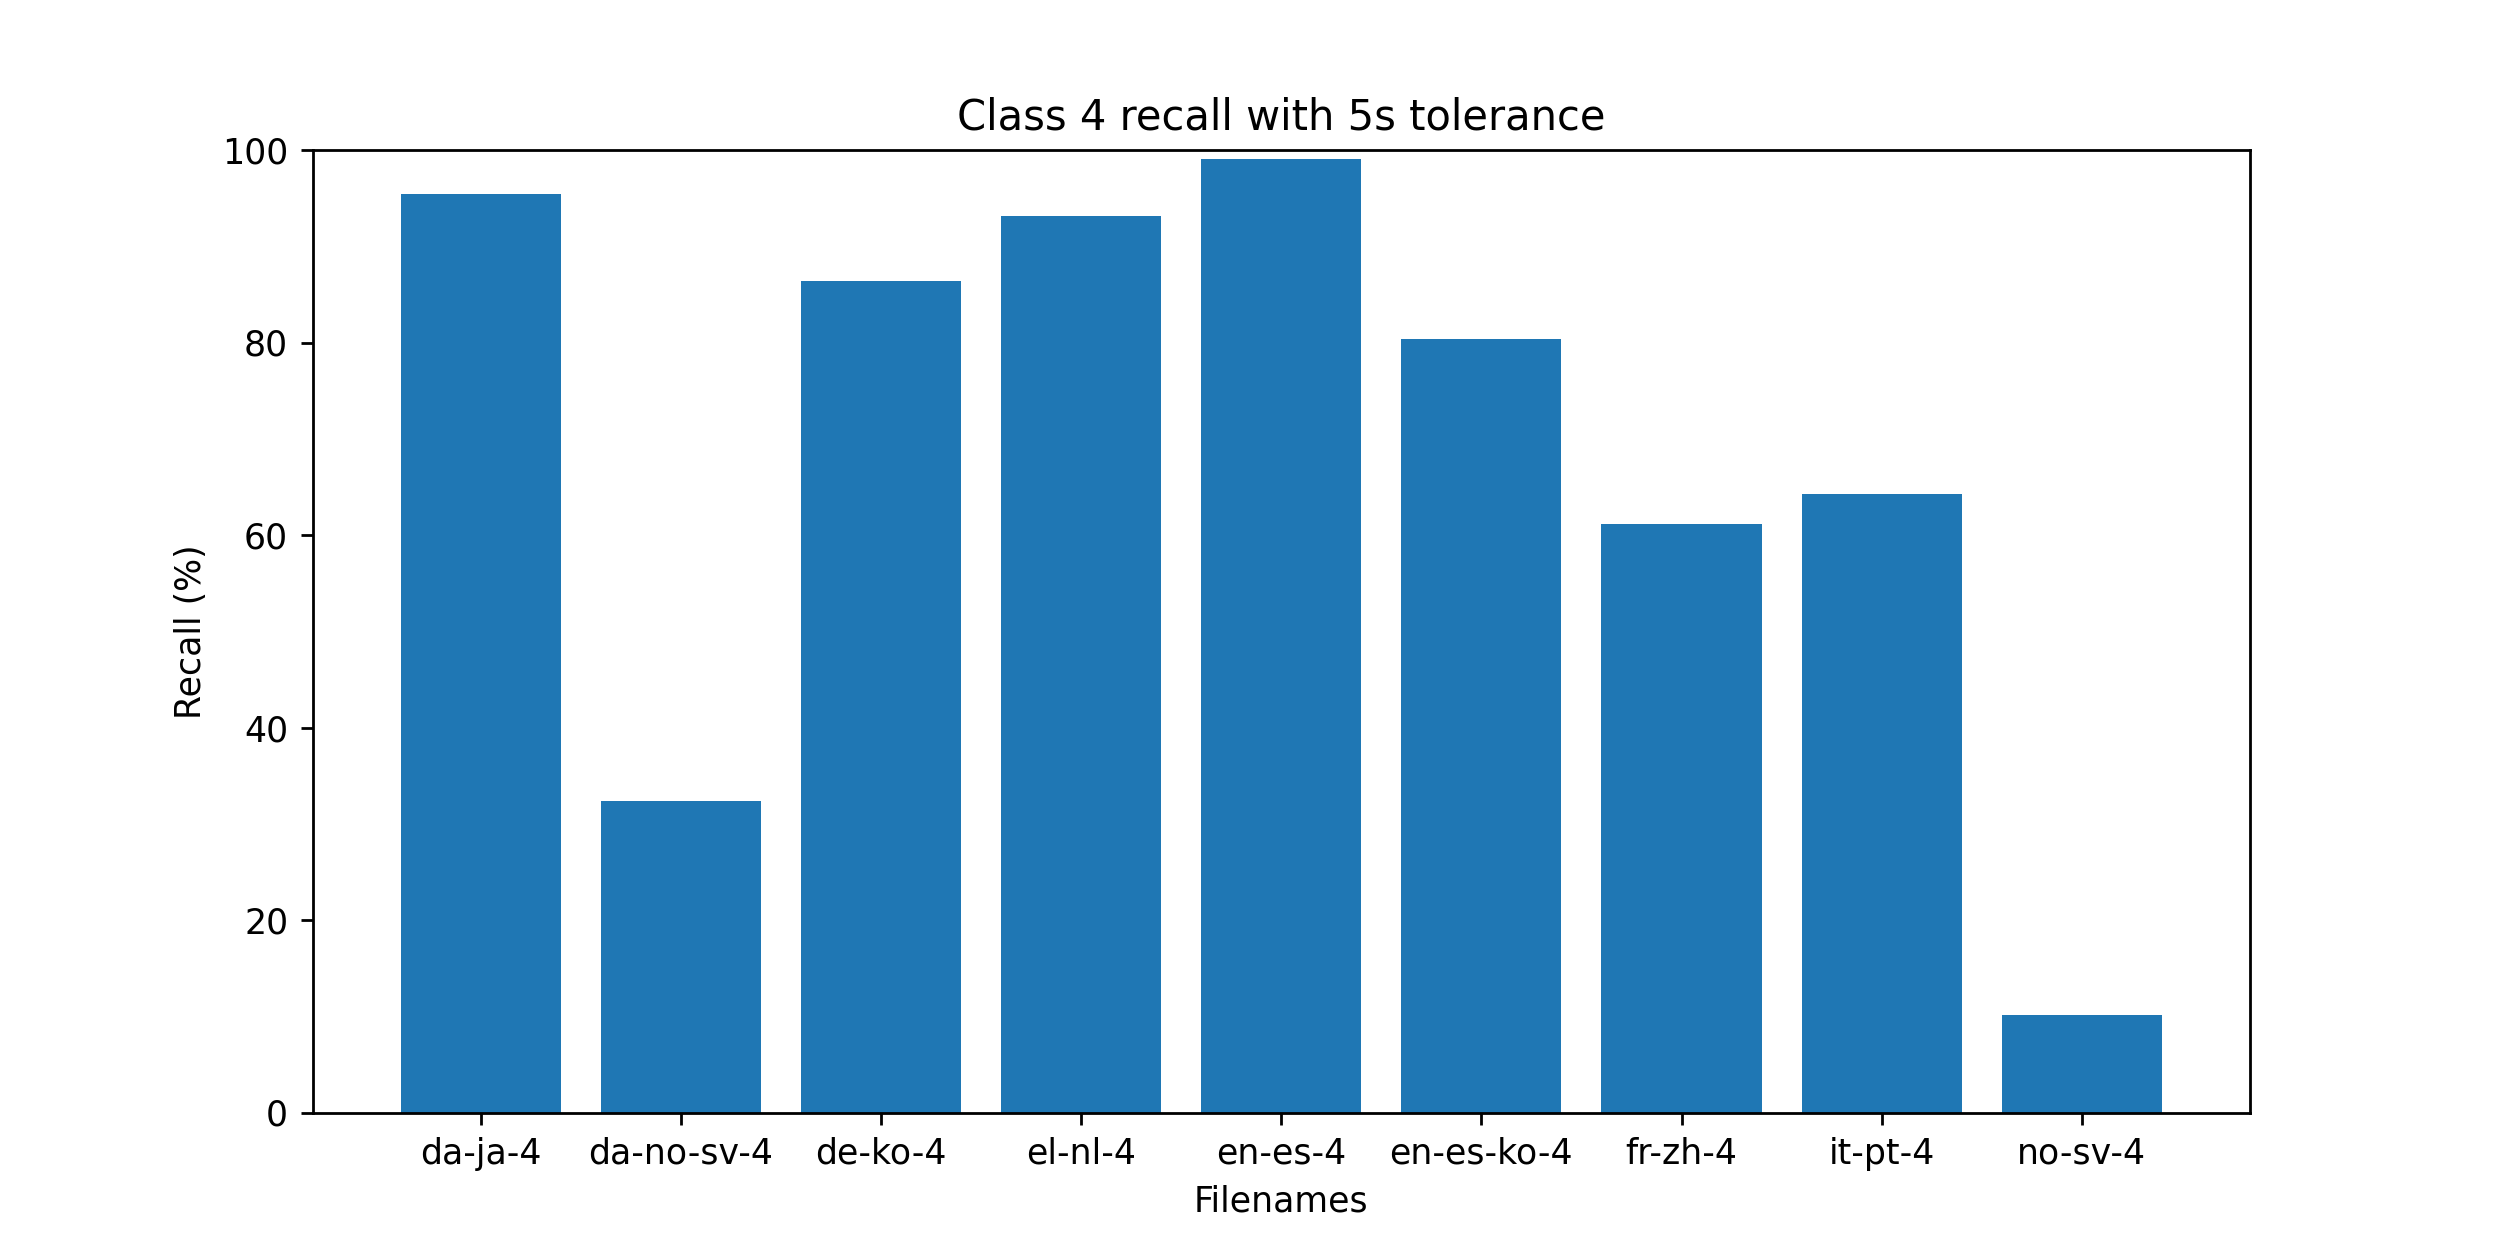 Class 4 recall with 5s tolerance
100
80
60
40
20
0
Recall (%)
da-ja-4 da-no-sv-4 de-ko-4 el-nl-4 en-es-4 en-es-ko-4 fr-zh-4 it-pt-4 no-sv-4
Filenames